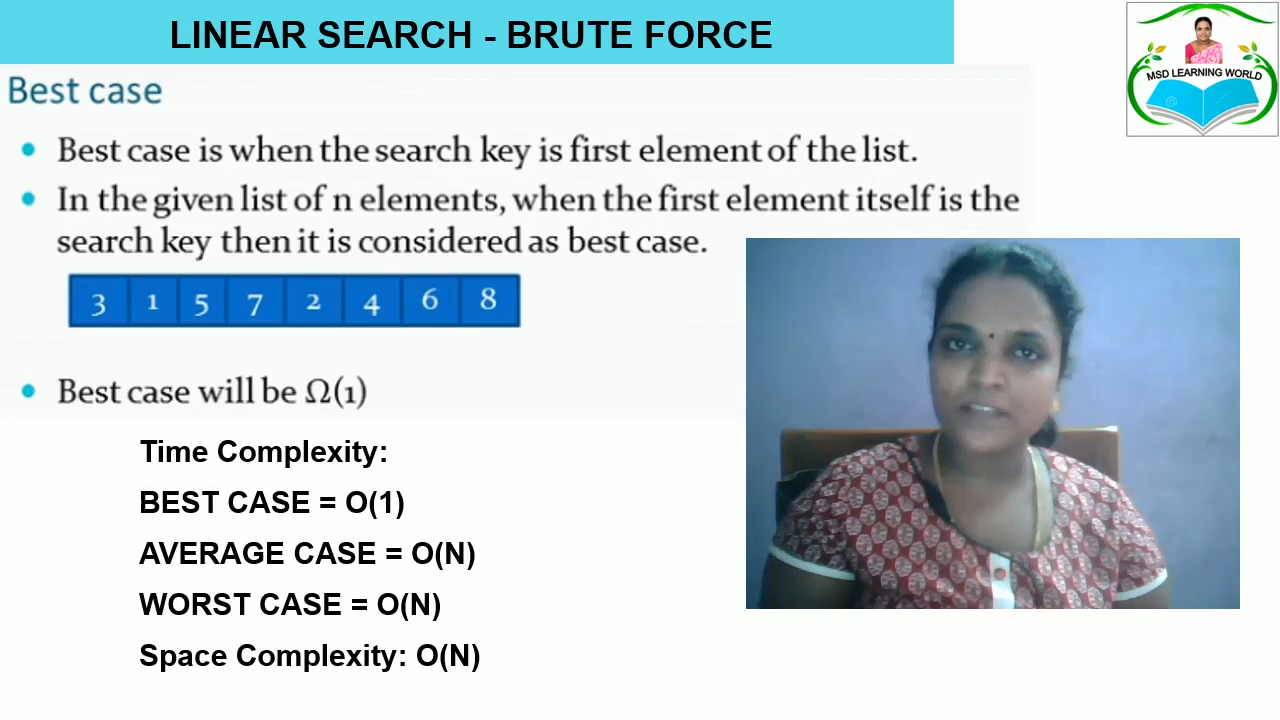 LINEAR SEARCH - BRUTE FORCE
MSD LEARNING WORLD
Best case
• Best case is when the search key is first element of the list.
• In the given list of n elements, when the first element itself is the
search key then it is considered as best case.
3 1 5 7 2 4 6 8
• Best case will be Ω(1)
Time Complexity:
BEST CASE = O(1)
AVERAGE CASE = O(N)
WORST CASE = O(N)
Space Complexity: O(N)